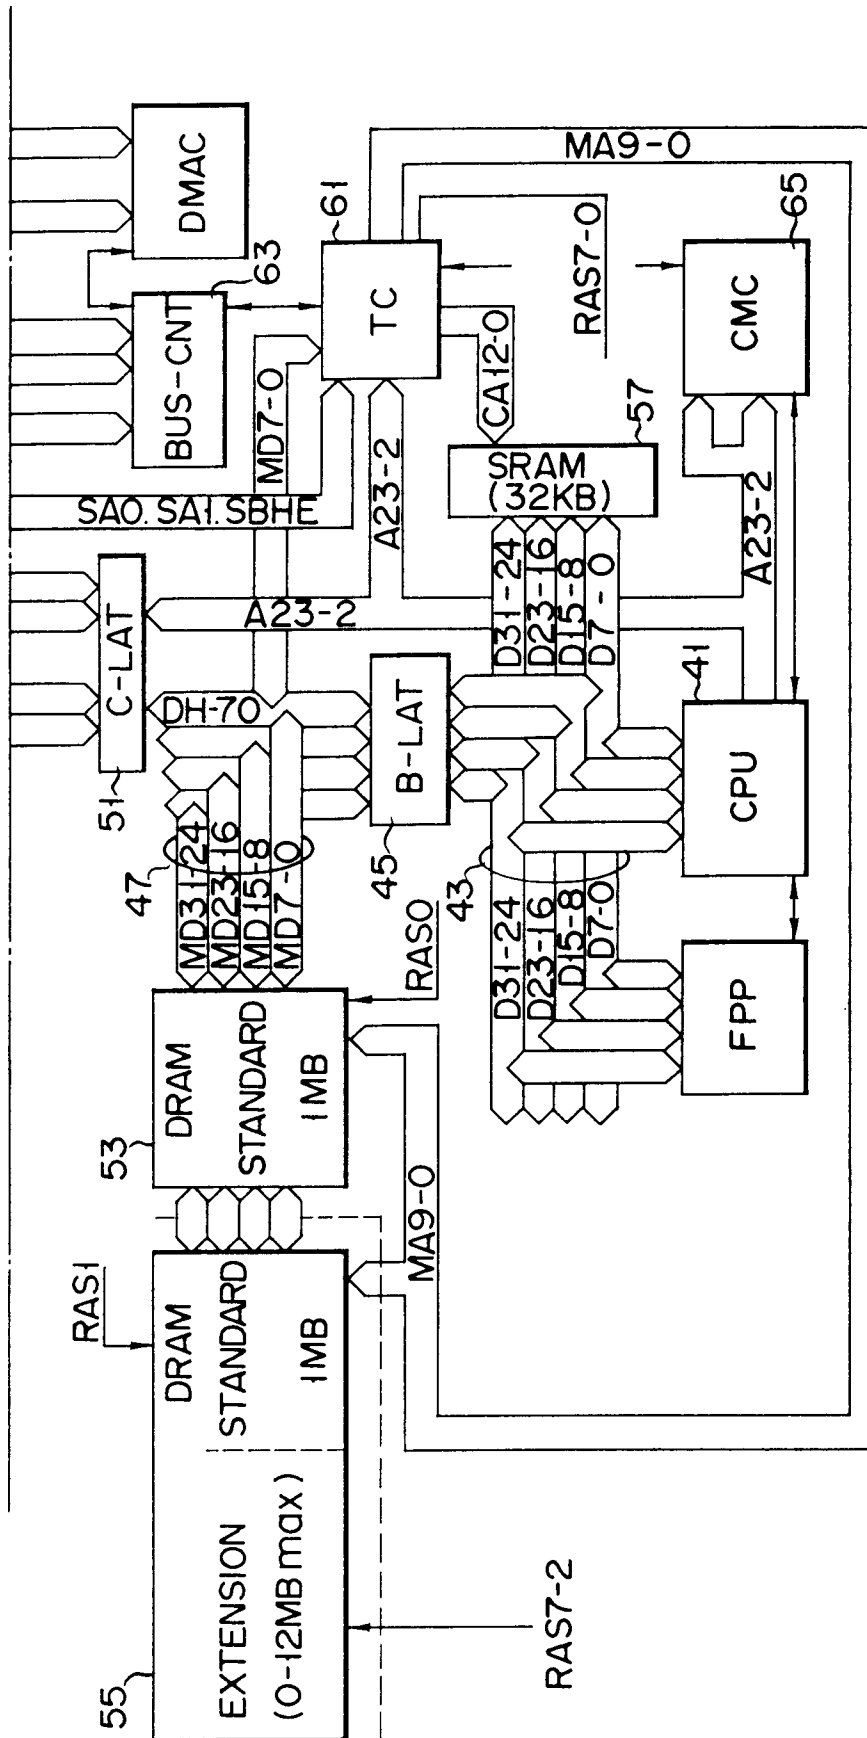 DMAC
BUS-CNT
63
SA0.SA1.SBHE
MD7-0
TC
61
A23-2
CA12-0
RAS7-0
MA9-0
C-LAT
51
A23-2
DH-70
SRAM
(32KB)
57
CMC
65
A23-2
B-LAT
45
D31-24
D23-16
D15-8
D7-0
CPU
41
47
MD31-24
MD23-16
MD15-8
MD7-0
43
D31-24
D23-16
D15-8
D7-0
FPP
RAS0
53
DRAM
STANDARD
1MB
MA9-0
RAS1
DRAM
STANDARD
1MB
55
EXTENSION
(0-12MBmax)
RAS7-2